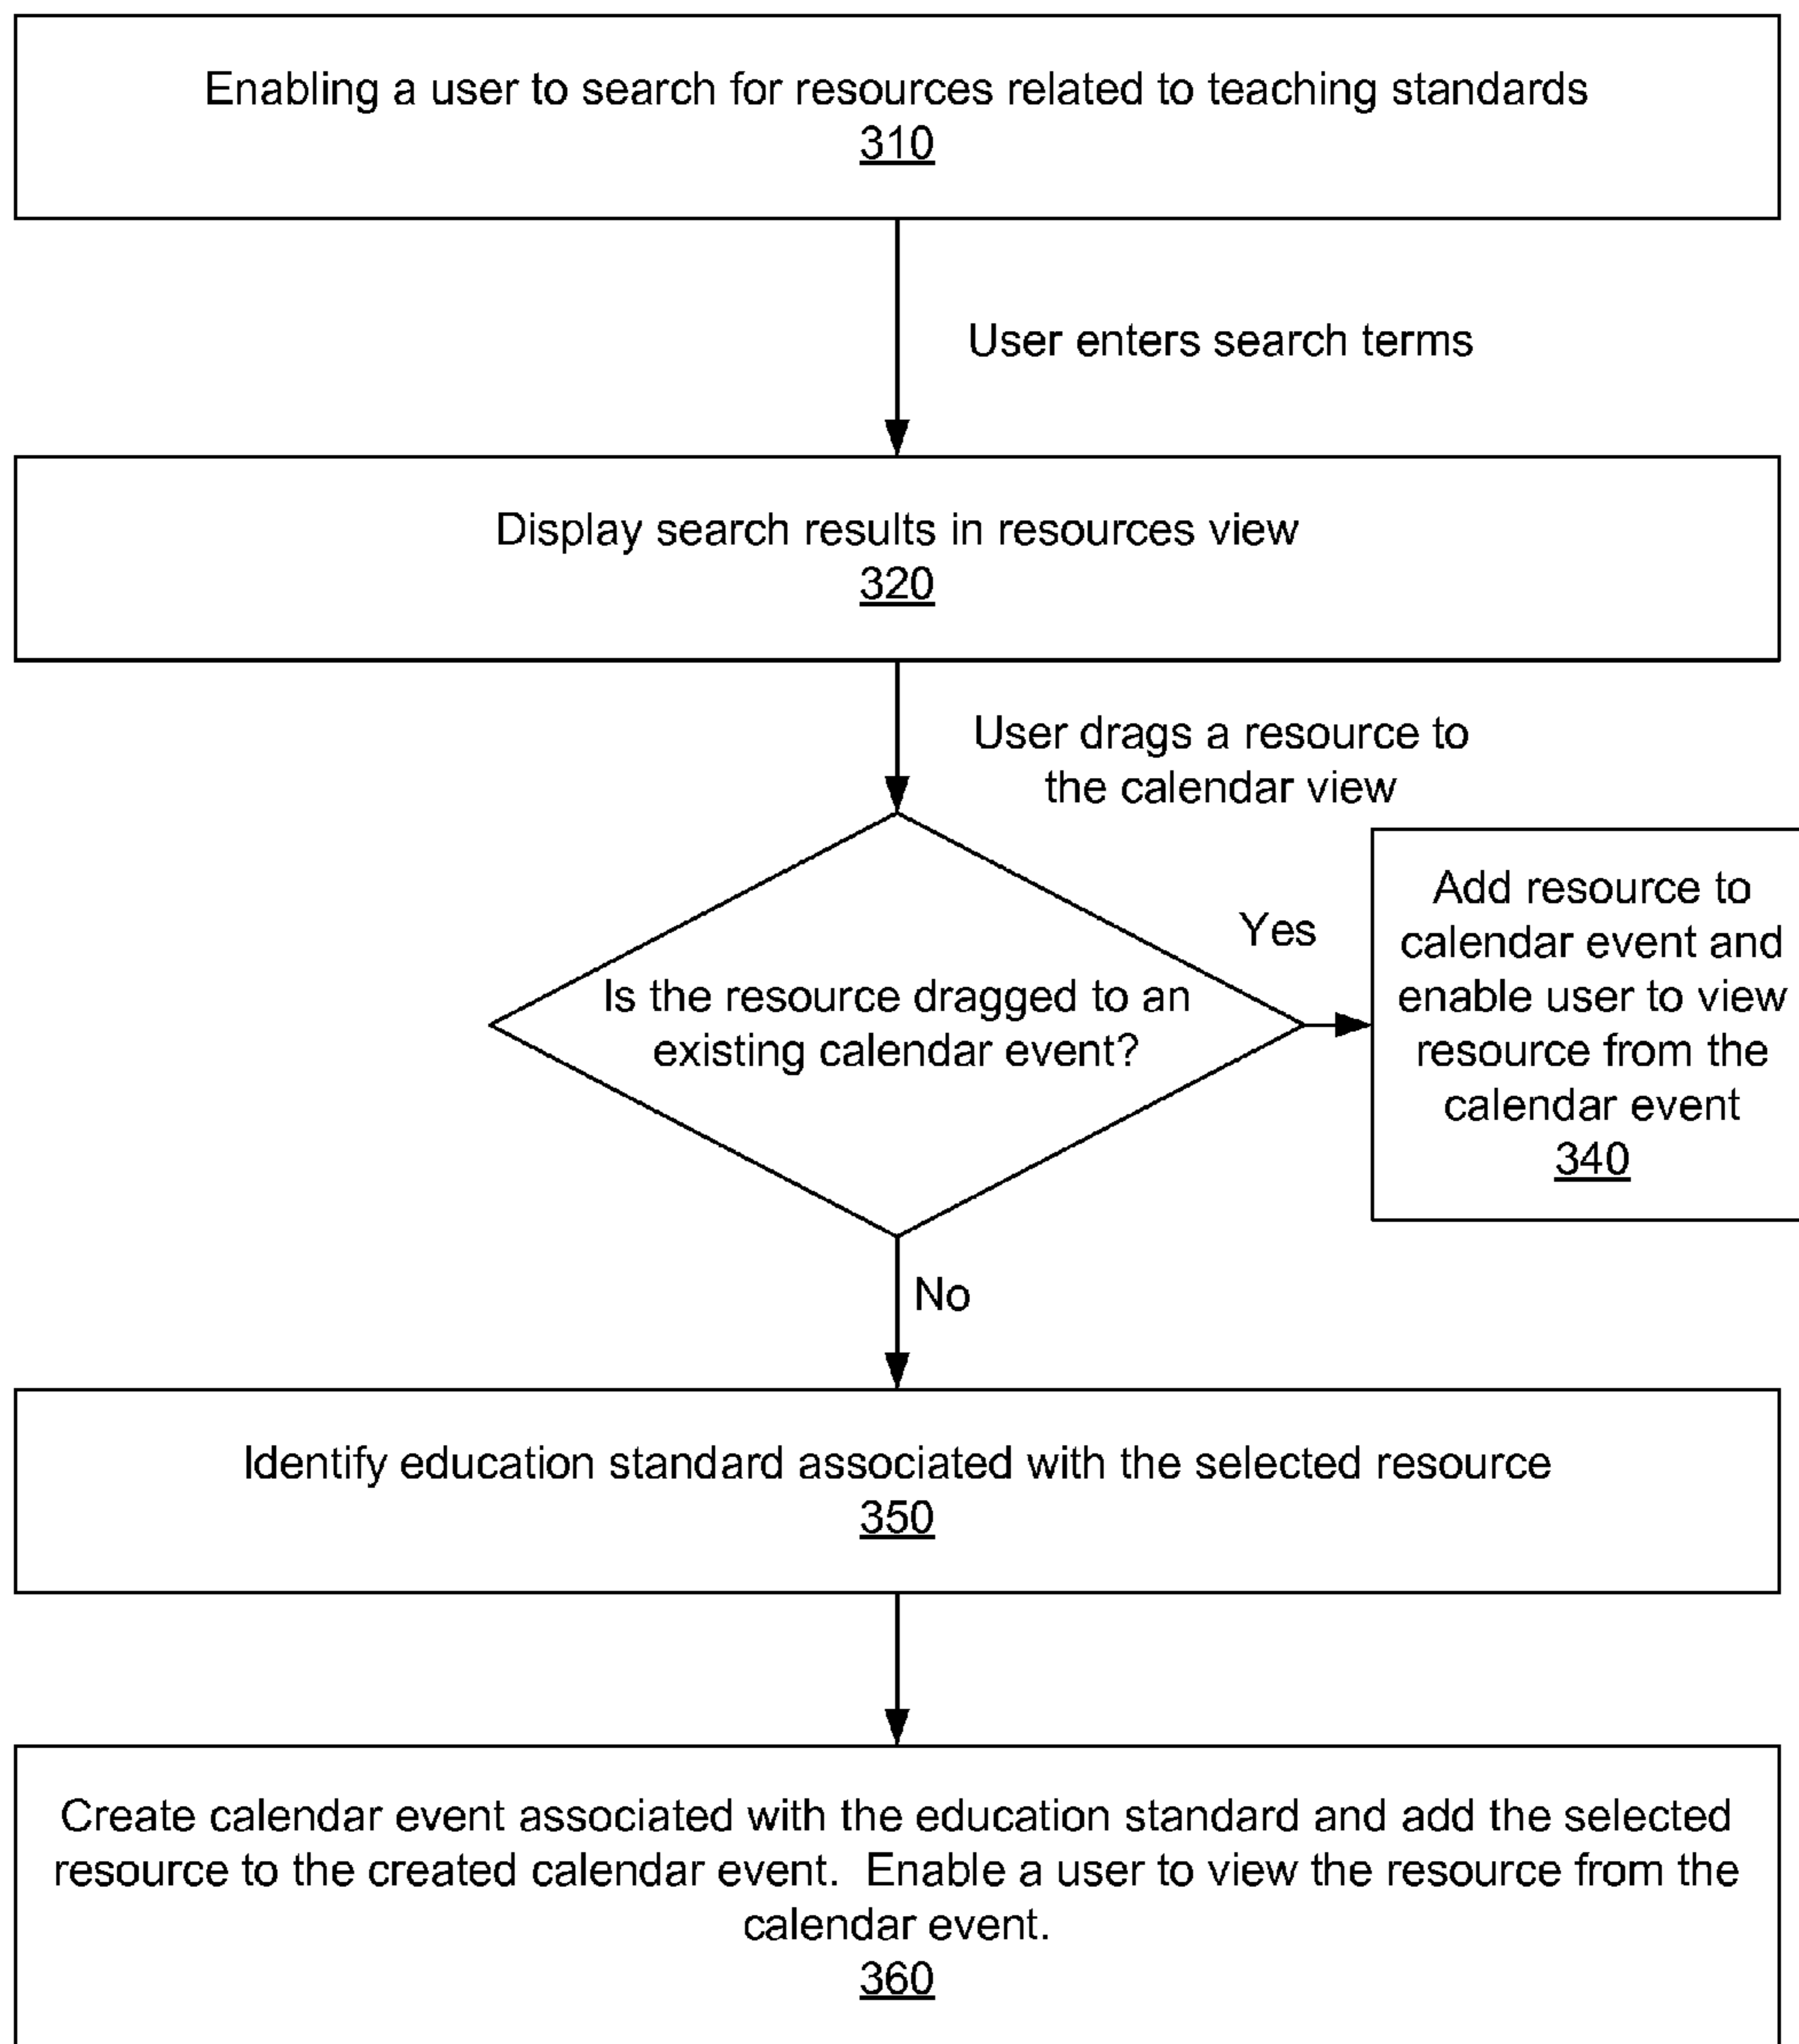 Enabling a user to search for resources related to teaching standards
310
User enters search terms
Display search results in resources view
320
User drags a resource to
the calendar view
Is the resource dragged to an
existing calendar event?
Yes
Add resource to
calendar event and
enable user to view
resource from the
calendar event
340
No
Identify education standard associated with the selected resource
350
Create calendar event associated with the education standard and add the selected
resource to the created calendar event.  Enable a user to view the resource from the
calendar event.
360